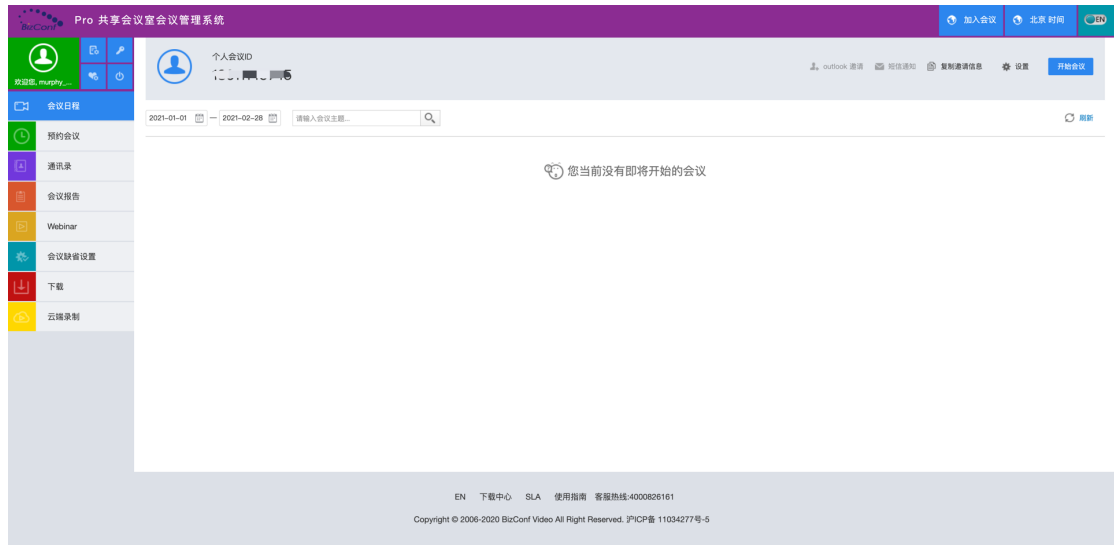 BizConf Pro 共享会议室会议管理系统
加入会议 北京 时间 EN
欢迎您, murphy_...
个人会议ID
outlook 邀请 短信通知 复制邀请信息 设置 开始会议
会议日程
预约会议
通讯录
会议报告
Webinar
会议缺省设置
下载
云端录制
2021-01-01 — 2021-02-28 请输入会议主题... 刷新
您当前没有即将开始的会议
EN 下载中心 SLA 使用指南 客服热线:4000826161
Copyright © 2006-2020 BizConf Video All Right Reserved. 沪ICP备 11034277号-5